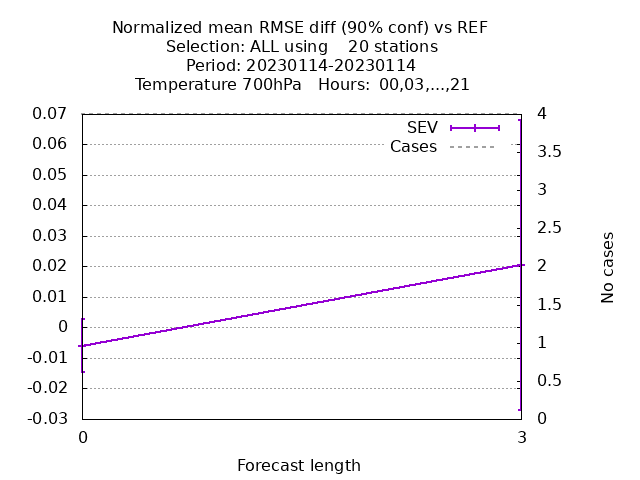 Normalized mean RMSE diff (90% conf) vs REF
Selection: ALL using    20 stations
Period: 20230114-20230114
Temperature 700hPa   Hours:  00,03,...,21
SEV
Cases
0.07
0.06
0.05
0.04
0.03
0.02
0.01
0
-0.01
-0.02
-0.03
4
3.5
3
2.5
2
1.5
1
0.5
0
No cases
0
3
Forecast length